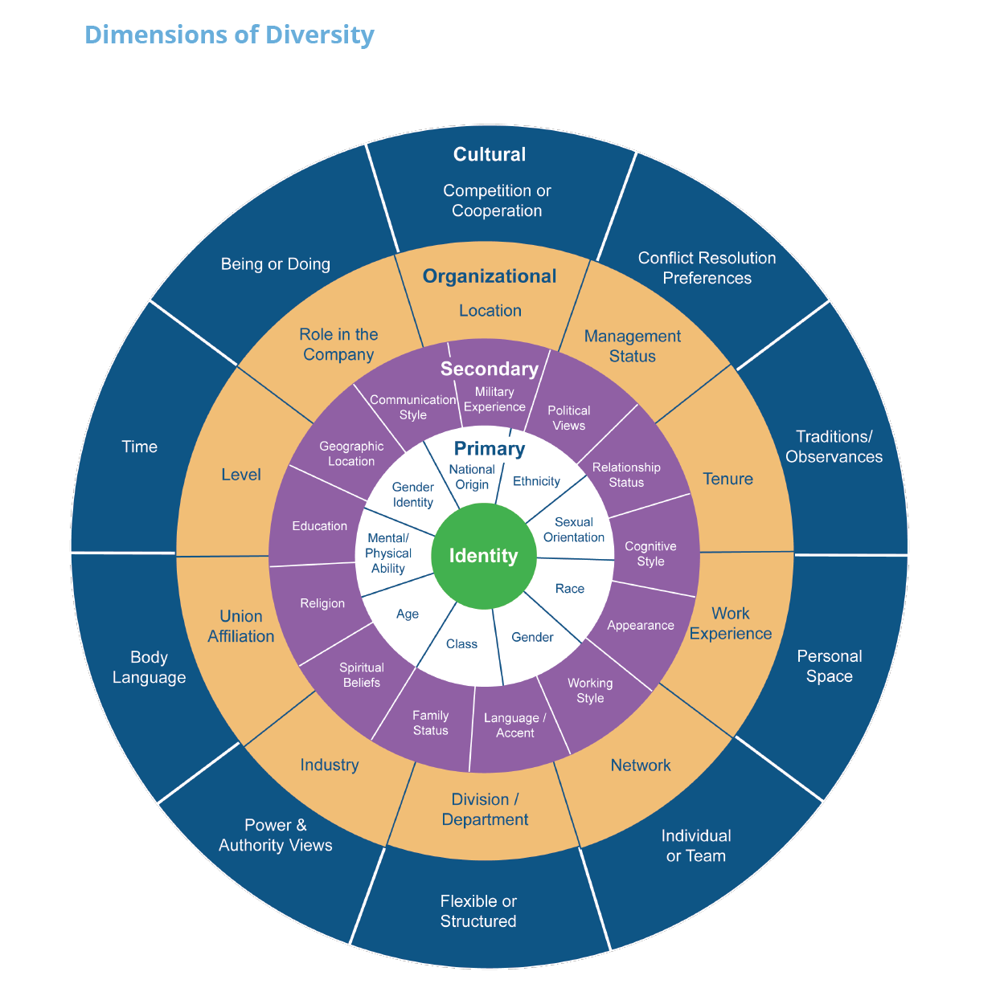 Dimensions of Diversity
Cultural
Competition or
Cooperation
Conflict Resolution
Preferences
Traditions/
Observances
Personal
Space
Individual
or Team
Flexible or
Structured
Power &
Authority Views
Body
Language
Time
Being or Doing
Organizational
Location
Management
Status
Tenure
Work
Experience
Network
Division /
Department
Industry
Union
Affiliation
Level
Role in the
Company
Secondary
Military
Experience
Political
Views
Relationship
Status
Cognitive
Style
Appearance
Working
Style
Language /
Accent
Family
Status
Spiritual
Beliefs
Religion
Education
Geographic
Location
Communication
Style
Primary
National
Origin
Ethnicity
Sexual
Orientation
Race
Gender
Class
Age
Mental/
Physical
Ability
Gender
Identity
Identity